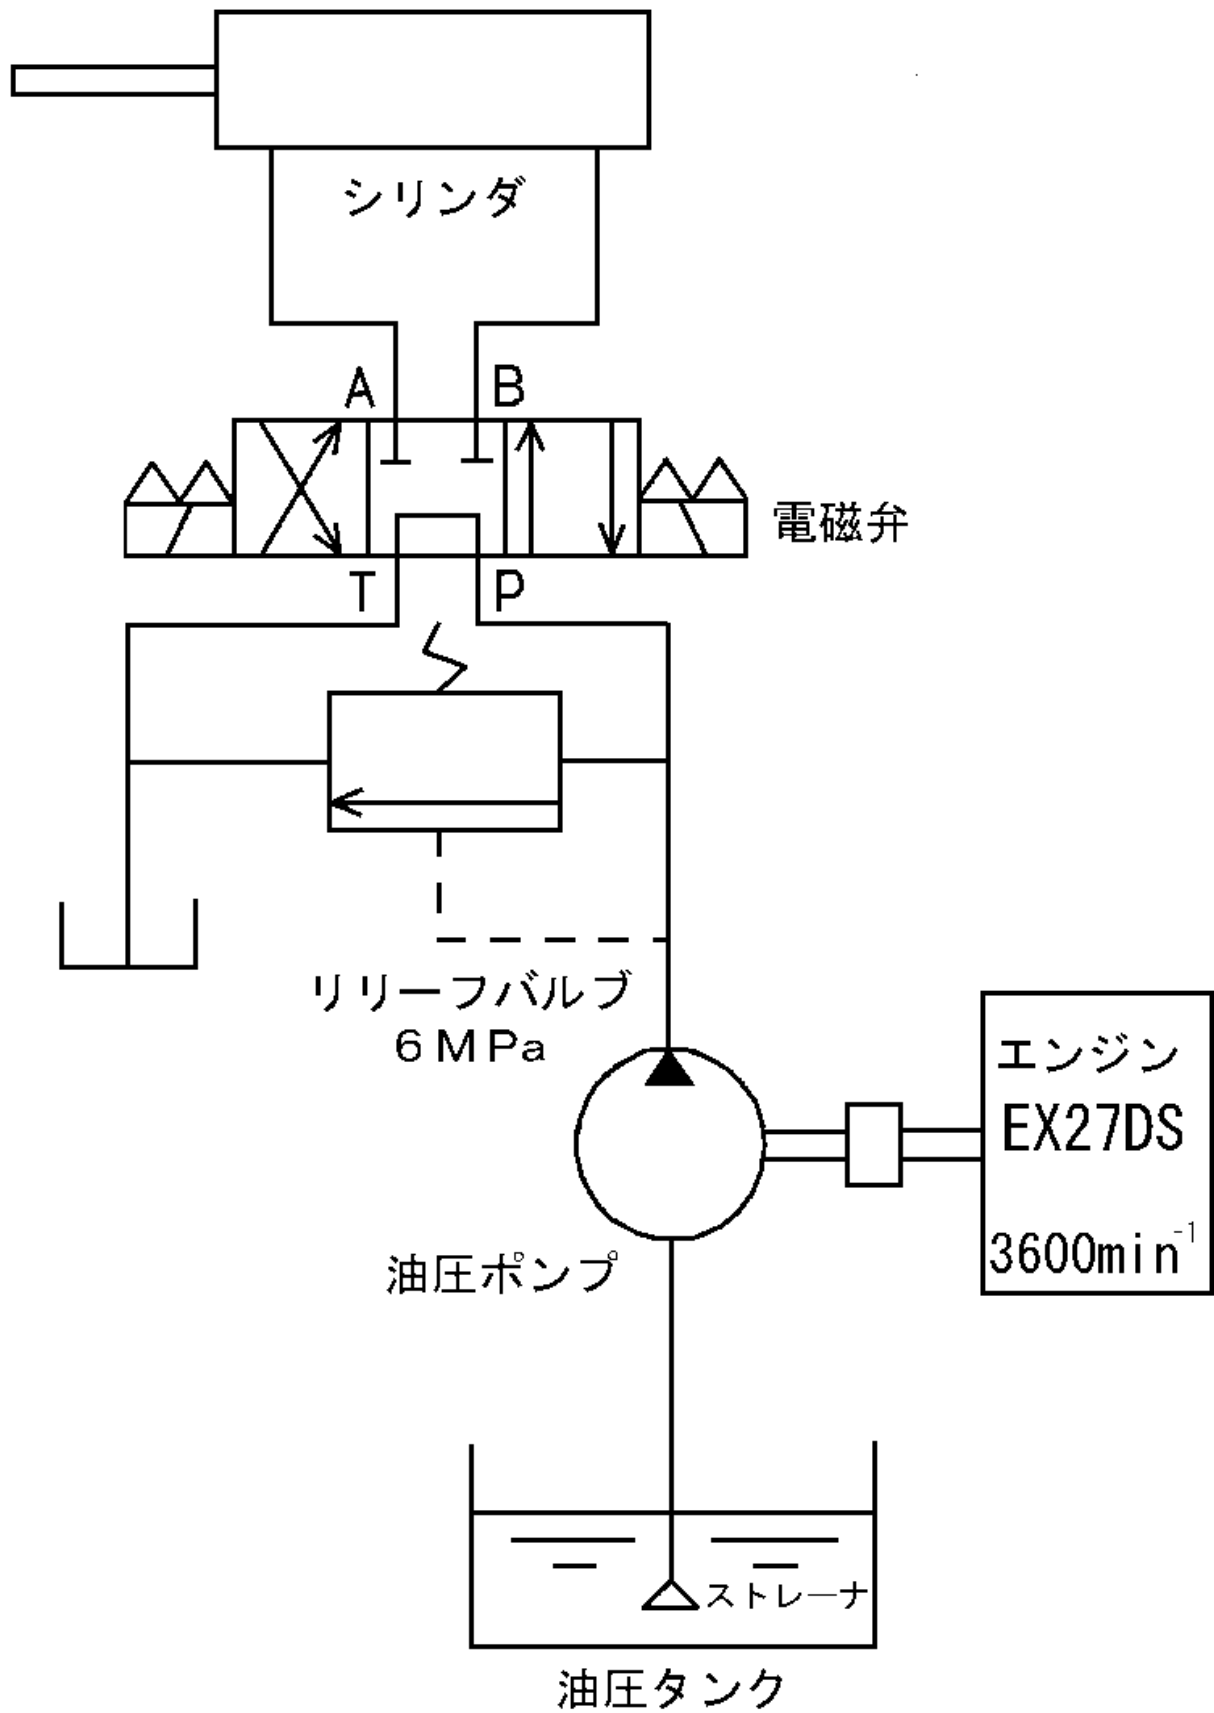 シリンダ
A B
電磁弁
T P
リリーフバルブ
6MPa
エンジン
EX27DS
3600min-1
油圧ポンプ
ストレーナ
油圧タンク